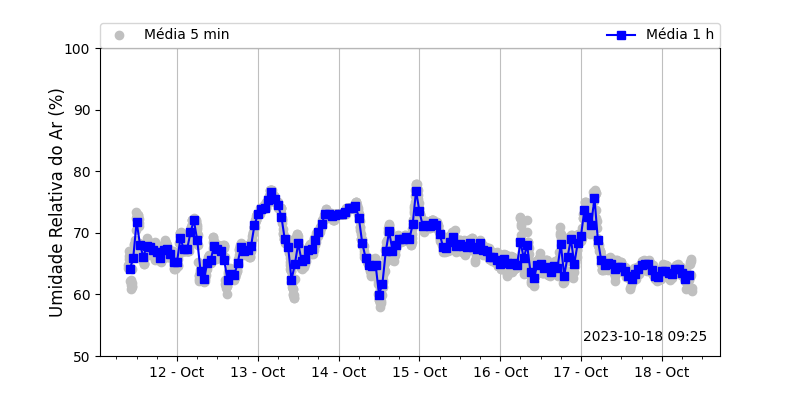 Média 5 min
Média 1 h
Umidade Relativa do Ar (%)
100
90
80
70
60
50
2023-10-18 09:25
12 - Oct
13 - Oct
14 - Oct
15 - Oct
16 - Oct
17 - Oct
18 - Oct